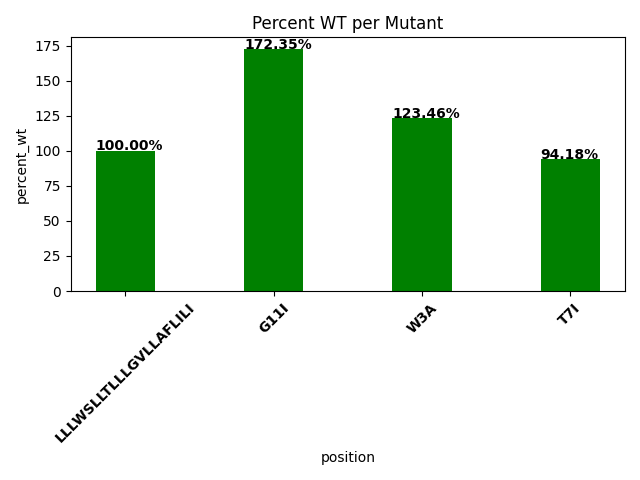 Percent WT per Mutant
percent_wt
175
150
125
100
75
50
25
0
100.00%
172.35%
123.46%
94.18%
LLLWSLLTLLLGVLLAFLILI
G11I
W3A
T7I
position